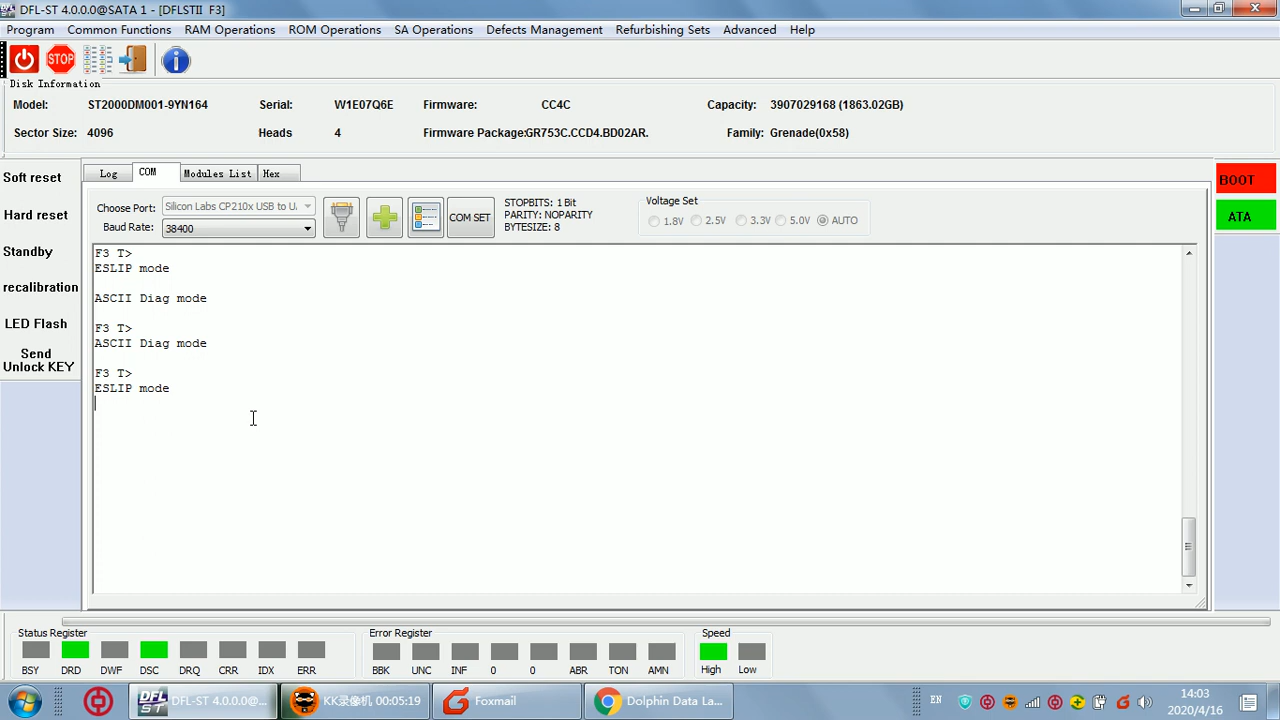 DFL-ST 4.0.0.0@SATA 1 - [DFLSTII F3]
Program Common Functions RAM Operations ROM Operations SA Operations Defects Management Refurbishing Sets Advanced Help
STOP
Disk Information
Model: ST2000DM001-9YN164 Serial: W1E07Q6E Firmware: CC4C Capacity: 3907029168 (1863.02GB)
Sector Size: 4096 Heads 4 Firmware Package:GR753C.CCD4.BD02AR. Family: Grenade(0x58)
Soft reset
Hard reset
Standby
recalibration
LED Flash
Send
Unlock KEY
Log COM Modules List Hex
Choose Port: Silicon Labs CP210x USB to U
Baud Rate: 38400
COM SET
STOPBITS: 1 Bit
PARITY: NOPARITY
BYTESIZE: 8
Voltage Set
1.8V 2.5V 3.3V 5.0V AUTO
BOOT
ATA
F3 T>
ESLIP mode
ASCII Diag mode
F3 T>
ASCII Diag mode
F3 T>
ESLIP mode
Status Register
BSY DRD DWF DSC DRQ CRR IDX ERR
Error Register
BBK UNC INF 0 0 ABR TON AMN
Speed
High Low
DFL ST
DFL-ST 4.0.0.0@...
KK录像机 00:05:19
Foxmail
Dolphin Data La...
EN
14:03
2020/4/16